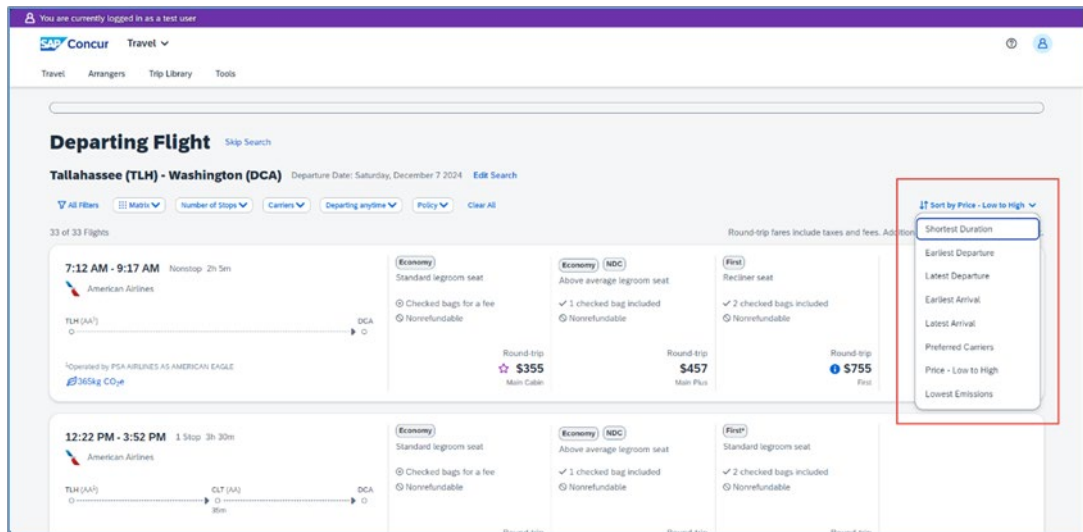 You are currently logged in as a test user
SAP Concur Travel
Travel Arrangers Trip Library Tools
Departing Flight Skip Search
Tallahassee (TLH) - Washington (DCA) Departure Date: Saturday, December 7 2024 Edit Search
All Filters Matrix Number of Stops Carriers Departing anytime Policy Clear All
Sort by Price - Low to High
33 of 33 Flights
Round-trip fares include taxes and fees.
Shortest Duration
Earliest Departure
Latest Departure
Earliest Arrival
Latest Arrival
Preferred Carriers
Price - Low to High
Lowest Emissions
7:12 AM - 9:17 AM Nonstop 2h 5m
American Airlines
TLH (AA¹) DCA
¹Operated by PSA AIRLINES AS AMERICAN EAGLE
365kg CO₂e
Economy
Standard legroom seat
Checked bags for a fee
Nonrefundable
Round-trip
$355
Main Cabin
Economy NDC
Above average legroom seat
1 checked bag included
Nonrefundable
Round-trip
$457
Main Plus
First
Recliner seat
2 checked bags included
Nonrefundable
Round-trip
$755
First
12:22 PM - 3:52 PM 1 Stop 3h 30m
American Airlines
TLH CLT (AA) DCA
35m
Economy
Standard legroom seat
Checked bags for a fee
Nonrefundable
Economy NDC
Above average legroom seat
1 checked bag included
Nonrefundable
First*
Standard legroom seat
2 checked bags included
Nonrefundable